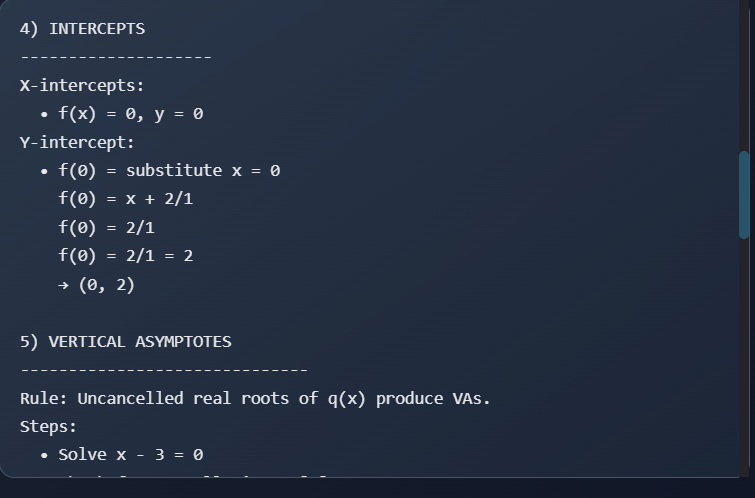 4) INTERCEPTS
--------------------
X-intercepts:
• f(x) = 0, y = 0
Y-intercept:
• f(0) = substitute x = 0
f(0) = x + 2/1
f(0) = 2/1
f(0) = 2/1 = 2
→ (0, 2)
5) VERTICAL ASYMPTOTES
------------------------------
Rule: Uncancelled real roots of q(x) produce VAs.
Steps:
• Solve x - 3 = 0